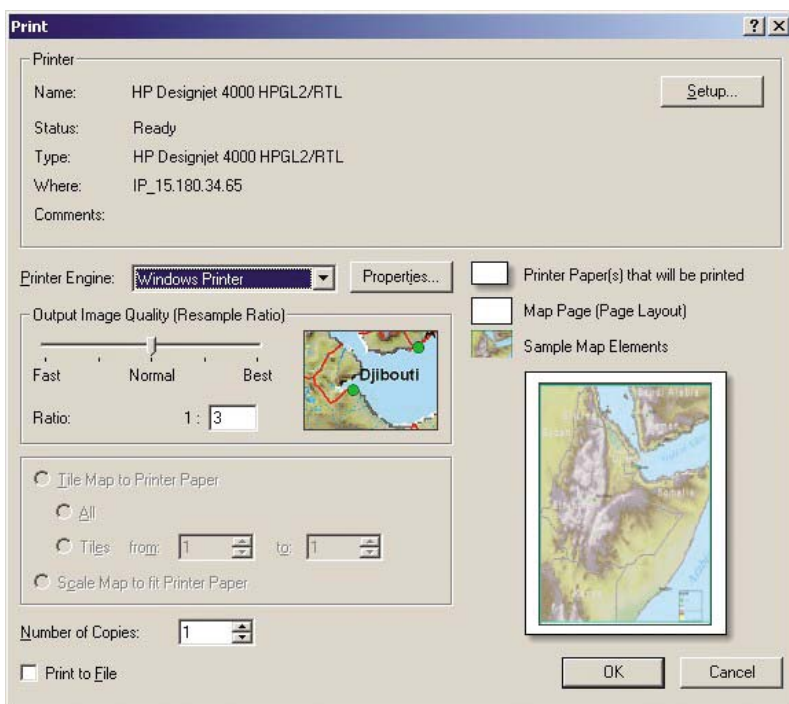 Print
Printer
Name: HP Designjet 4000 HPGL2/RTL
Setup...
Status: Ready
Type: HP Designjet 4000 HPGL2/RTL
Where: IP_15.180.34.65
Comments:
Printer Engine: Windows Printer
Properties...
Printer Paper(s) that will be printed
Map Page (Page Layout)
Sample Map Elements
Output Image Quality (Resample Ratio)
Fast Normal Best
Djibouti
Ratio: 1 : 3
Tile Map to Printer Paper
All
Tiles from: 1 to: 1
Scale Map to fit Printer Paper
Number of Copies: 1
Print to File
OK
Cancel